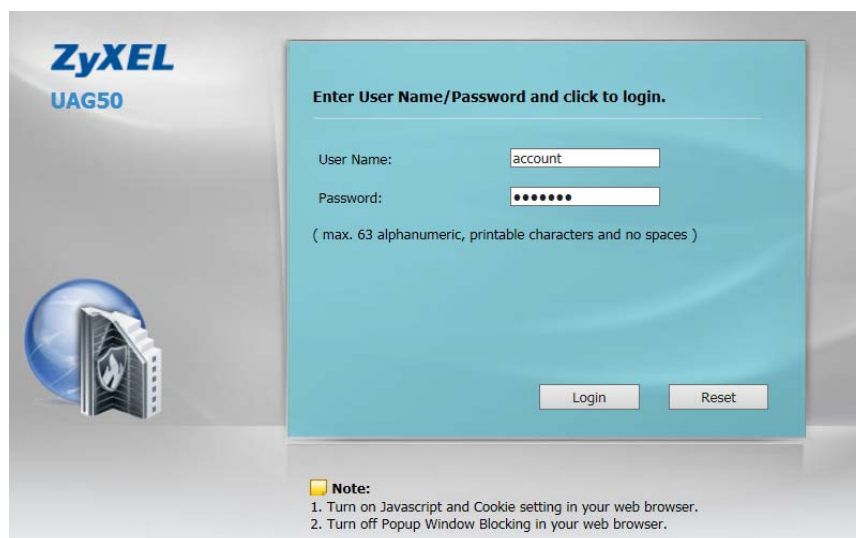 ZyXEL
UAG50
Enter User Name/Password and click to login.
User Name: account
Password: •••••••
( max. 63 alphanumeric, printable characters and no spaces )
Login Reset
Note:
1. Turn on Javascript and Cookie setting in your web browser.
2. Turn off Popup Window Blocking in your web browser.